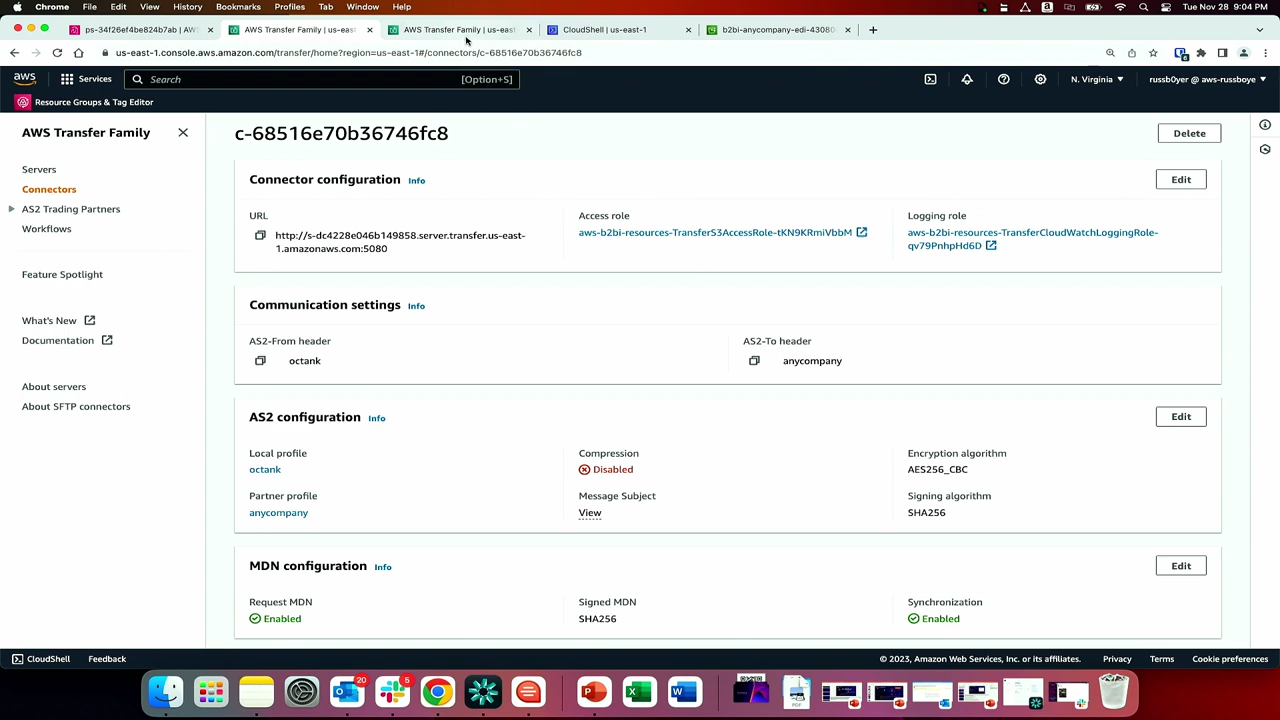 Chrome File Edit View History Bookmarks Profiles Tab Window Help Tue Nov 28 9:04 PM
ps-34f26ef4be824b7ab | AW
AWS Transfer Family | us-eas
AWS Transfer Family | us-east
CloudShell | us-east-1
b2bi-anycompany-edi-43080
us-east-1.console.aws.amazon.com/transfer/home?region=us-east-1#/connectors/c-68516e70b36746fc8
aws Services Search [Option+S] N. Virginia russb0yer @ aws-russboye
Resource Groups & Tag Editor
AWS Transfer Family
Servers
Connectors
AS2 Trading Partners
Workflows
Feature Spotlight
What's New
Documentation
About servers
About SFTP connectors
c-68516e70b36746fc8
Delete
Connector configuration Info
Edit
URL
http://s-dc4228e046b149858.server.transfer.us-east-
1.amazonaws.com:5080
Access role
aws-b2bi-resources-TransferS3AccessRole-tKN9KRmiVbbM
Logging role
aws-b2bi-resources-TransferCloudWatchLoggingRole-
qv79PnhpHd6D
Communication settings Info
AS2-From header
octank
AS2-To header
anycompany
AS2 configuration Info
Edit
Local profile
octank
Partner profile
anycompany
Compression
Disabled
Message Subject
View
Encryption algorithm
AES256_CBC
Signing algorithm
SHA256
MDN configuration Info
Edit
Request MDN
Enabled
Signed MDN
SHA256
Synchronization
Enabled
CloudShell Feedback © 2023, Amazon Web Services, Inc. or its affiliates. Privacy Terms Cookie preferences
20
5